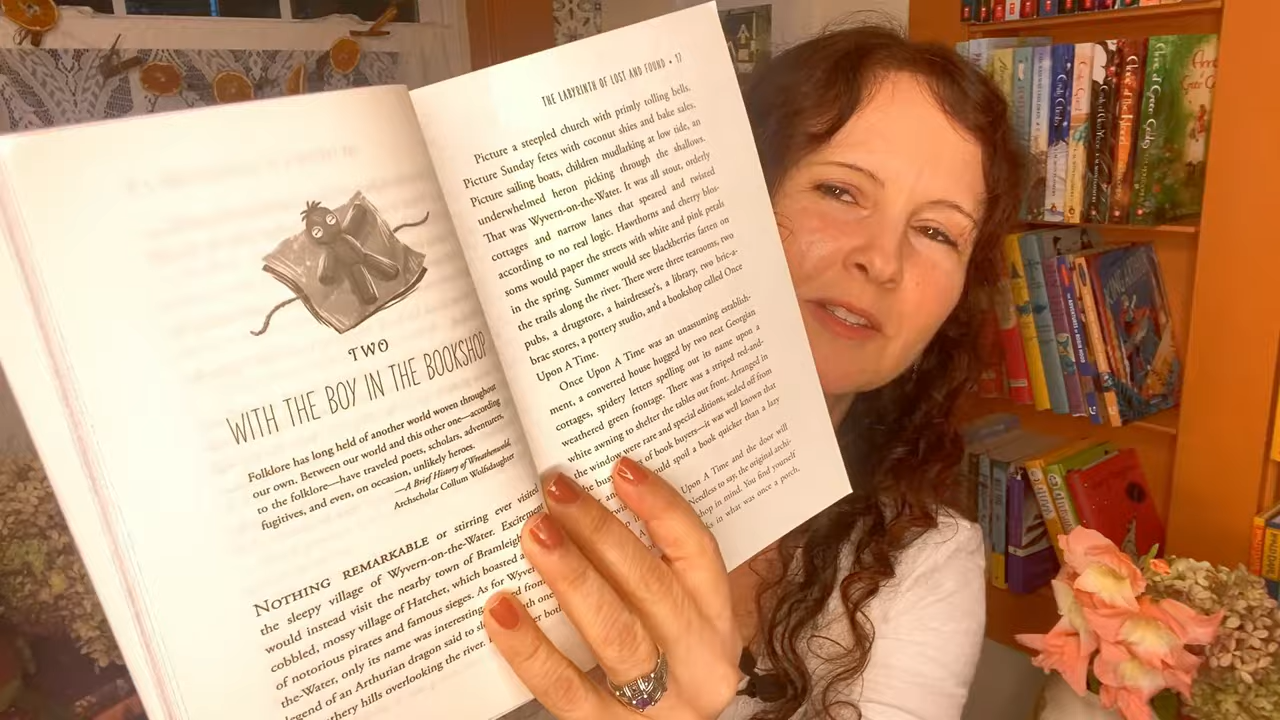 TWO
WITH THE BOY IN THE BOOKSHOP
Folklore has long held of another world woven throughout
our own. Between our world and this other one—according
to the folklore—have traveled poets, scholars, adventurers,
fugitives, and even, on occasion, unlikely heroes.
—A Brief History of Wreathenwold,
Archscholar Collum Wolfsdaughter
NOTHING REMARKABLE or stirring ever visited
the sleepy village of Wyvern-on-the-Water. Excitement
would instead visit the nearby town of Bramleigh
cobbled, mossy village of Hatchet, which boasted a
of notorious pirates and famous sieges. As for Wyvern
the-Water, only its name was interesting
legend of an Arthurian dragon said to
hills overlooking the river.
THE LABYRINTH OF LOST AND FOUND • 17
Picture a steepled church with primly tolling bells.
Picture Sunday fetes with coconut shies and bake sales.
Picture sailing boats, children mudlarking at low tide, an
underwhelmed heron picking through the shallows.
That was Wyvern-on-the-Water. It was all stout, orderly
cottages and narrow lanes that speared and twisted
according to no real logic. Hawthorns and cherry blos-
soms would paper the streets with white and pink petals
in the spring. Summer would see blackberries fatten on
the trails along the river. There were three tearooms, two
pubs, a drugstore, a hairdresser's, a library, two bric-a-
brac stores, a pottery studio, and a bookshop called Once
Upon A Time.
Once Upon A Time was an unassuming establish-
ment, a converted house hugged by two neat Georgian
cottages, spidery letters spelling out its name upon a
weathered green frontage. There was a striped red-and-
white awning to shelter the tables out front. Arranged in
the window were rare and special editions, sealed off from
the busy of book buyers—it was well known that
could spoil a book quicker than a lazy
Upon A Time and the door will
Needless to say, the original archi-
shop in mind. You find yourself
in what was once a porch,
Anne of Green Gables